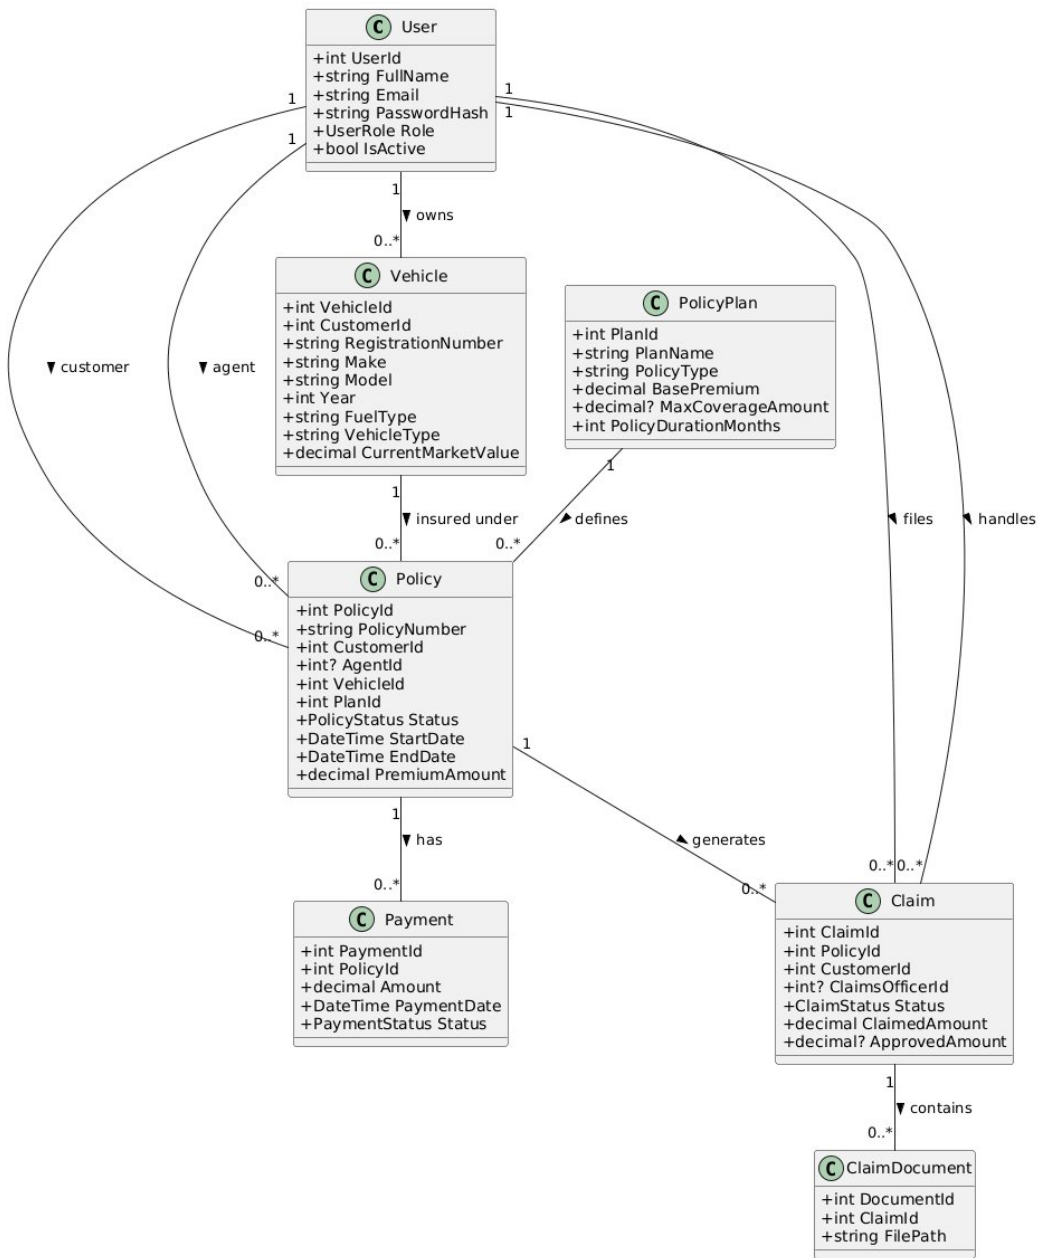 C User
+int UserId
+string FullName
+string Email
+string PasswordHash
+UserRole Role
+bool IsActive
1
1
1
1
1
owns
0..*
C Vehicle
+int VehicleId
+int CustomerId
+string RegistrationNumber
+string Make
+string Model
+int Year
+string FuelType
+string VehicleType
+decimal CurrentMarketValue
C PolicyPlan
+int PlanId
+string PlanName
+string PolicyType
+decimal BasePremium
+decimal? MaxCoverageAmount
+int PolicyDurationMonths
customer
agent
1
insured under
0..*
1
defines
0..*
files
handles
0..*
0..*
C Policy
+int PolicyId
+string PolicyNumber
+int CustomerId
+int? AgentId
+int VehicleId
+int PlanId
+PolicyStatus Status
+DateTime StartDate
+DateTime EndDate
+decimal PremiumAmount
1
1
has
generates
0..*
0..*
0..*
0..*
C Payment
+int PaymentId
+int PolicyId
+decimal Amount
+DateTime PaymentDate
+PaymentStatus Status
C Claim
+int ClaimId
+int PolicyId
+int CustomerId
+int? ClaimsOfficerId
+ClaimStatus Status
+decimal ClaimedAmount
+decimal? ApprovedAmount
1
contains
0..*
C ClaimDocument
+int DocumentId
+int ClaimId
+string FilePath